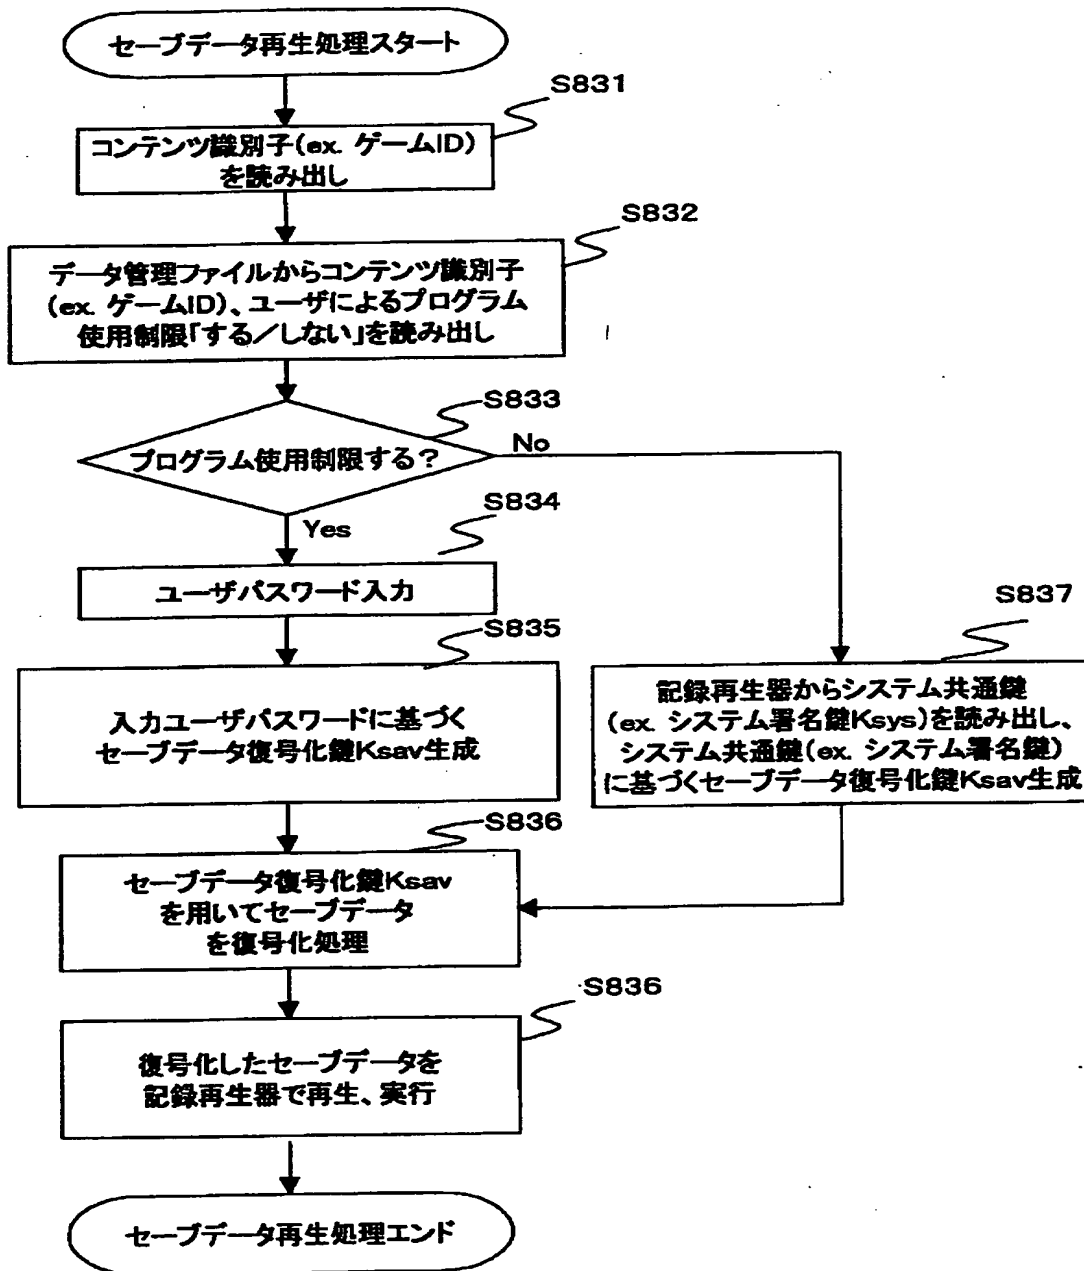 セーブデータ再生処理スタート
S831
コンテンツ識別子(ex. ゲームID)
を読み出し
S832
データ管理ファイルからコンテンツ識別子
(ex. ゲームID)、ユーザによるプログラム
使用制限「する／しない」を読み出し
S833
プログラム使用制限する？
No
Yes
S834
ユーザパスワード入力
S835
入力ユーザパスワードに基づく
セーブデータ復号化鍵Ksav生成
S837
記録再生器からシステム共通鍵
(ex. システム署名鍵Ksys)を読み出し、
システム共通鍵(ex. システム署名鍵)
に基づくセーブデータ復号化鍵Ksav生成
S836
セーブデータ復号化鍵Ksav
を用いてセーブデータ
を復号化処理
S836
復号化したセーブデータを
記録再生器で再生、実行
セーブデータ再生処理エンド